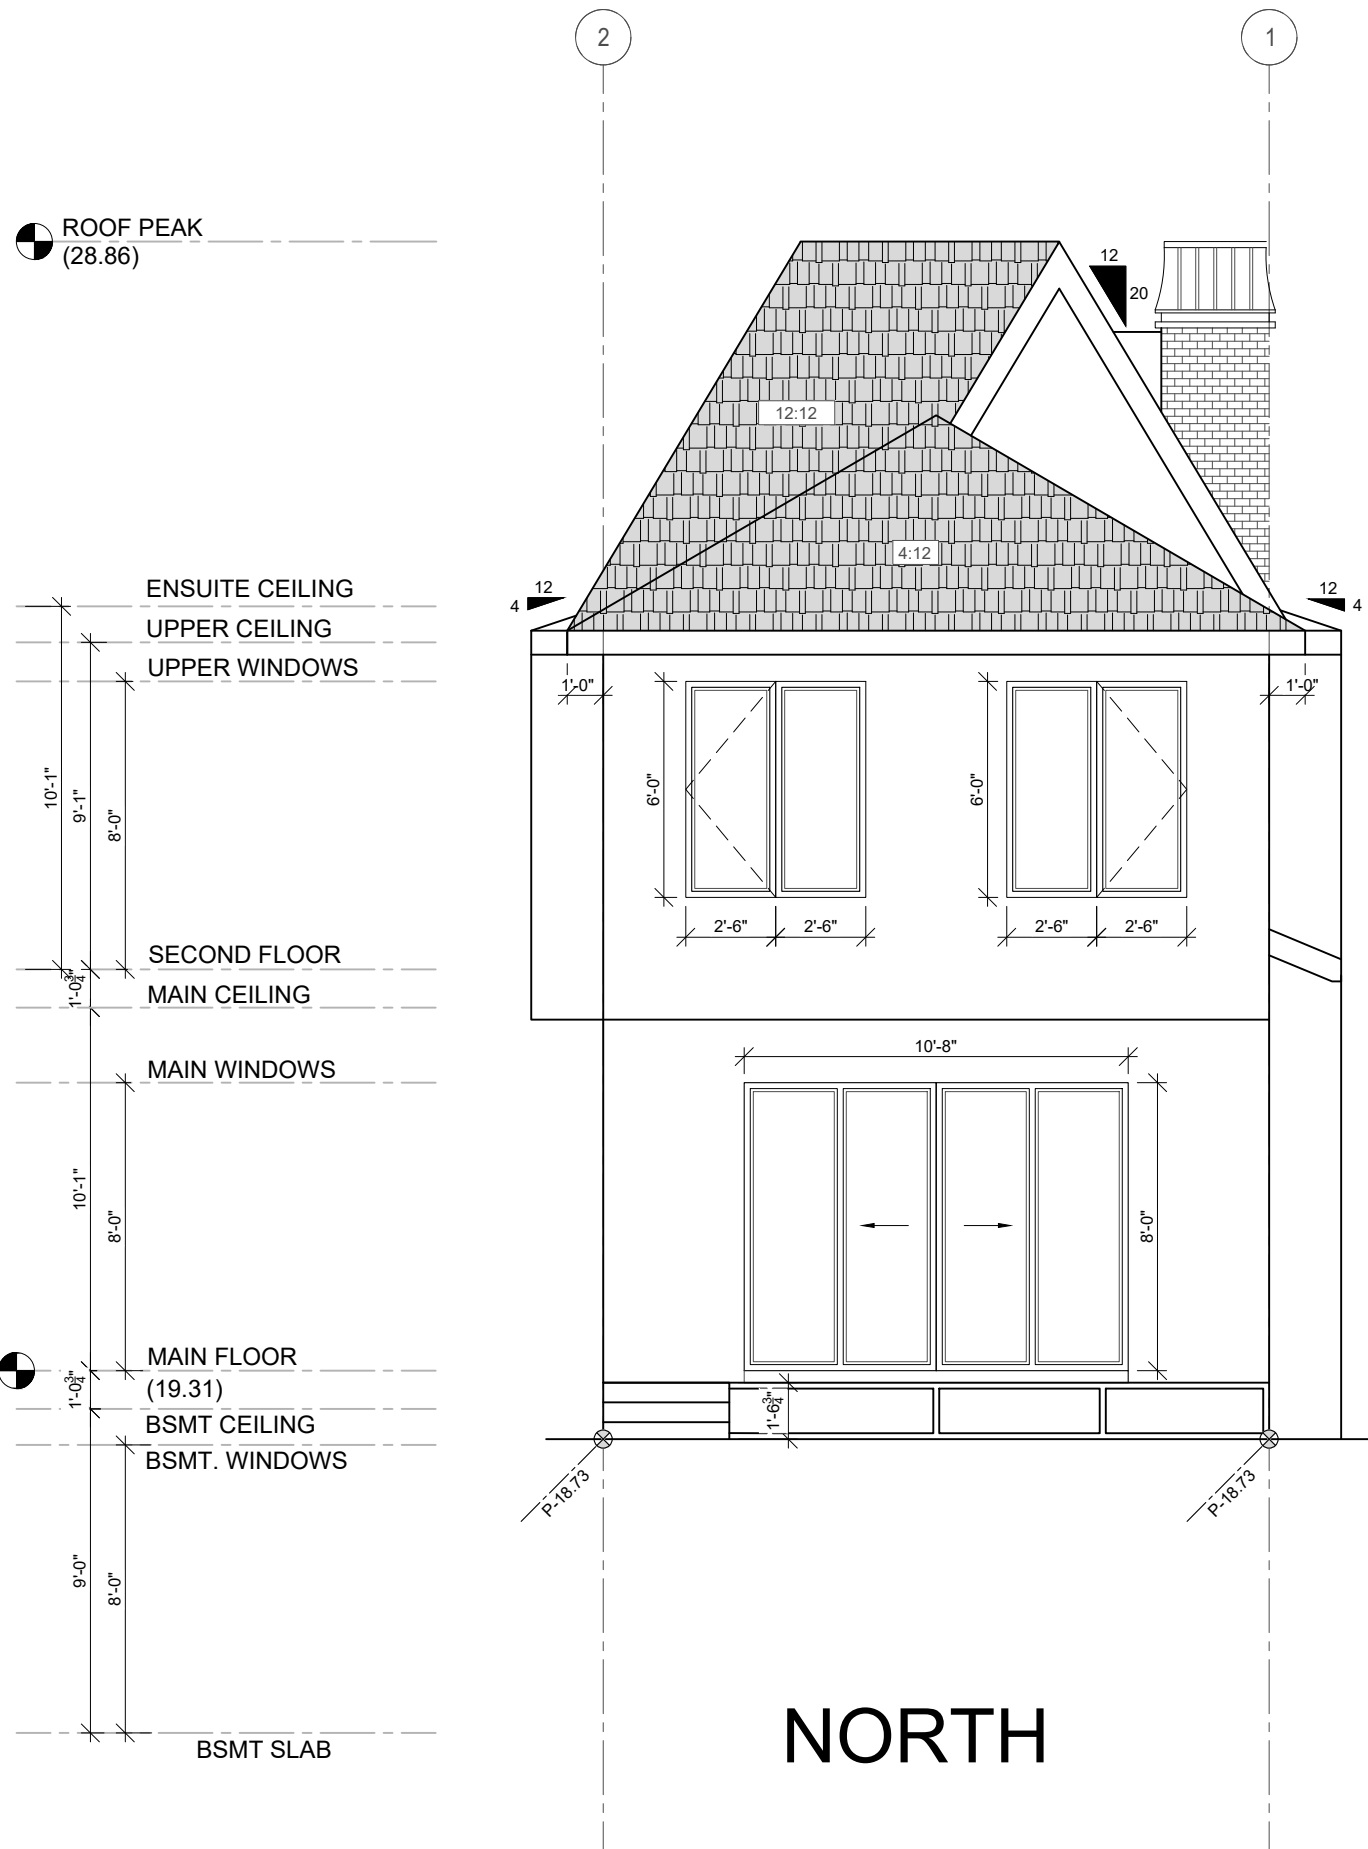 2
1
ROOF PEAK
(28.86)
12
20
12:12
4:12
ENSUITE CEILING
12
4
12
4
UPPER CEILING
UPPER WINDOWS
1'-0"
1'-0"
6'-0"
6'-0"
10'-1"
9'-1"
8'-0"
2'-6"
2'-6"
2'-6"
2'-6"
SECOND FLOOR
1'-0¾"
MAIN CEILING
10'-8"
MAIN WINDOWS
10'-1"
8'-0"
8'-0"
MAIN FLOOR
(19.31)
1'-0¾"
1'-6¾"
BSMT CEILING
BSMT. WINDOWS
P-18.73
P-18.73
9'-0"
8'-0"
NORTH
BSMT SLAB